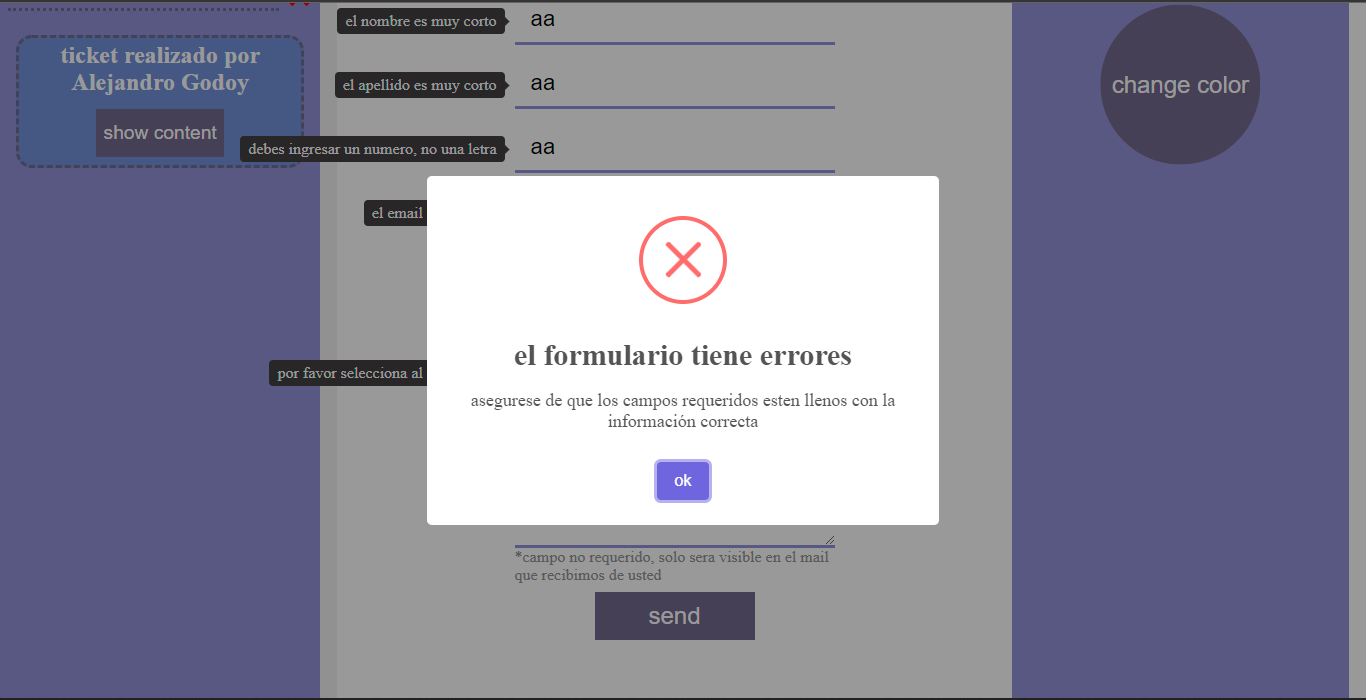 ticket realizado por
Alejandro Godoy
show content
el nombre es muy corto
aa
el apellido es muy corto
aa
debes ingresar un numero, no una letra
aa
el email
por favor selecciona al
el formulario tiene errores
asegurese de que los campos requeridos esten llenos con la
información correcta
ok
*campo no requerido, solo sera visible en el mail
que recibimos de usted
send
change color